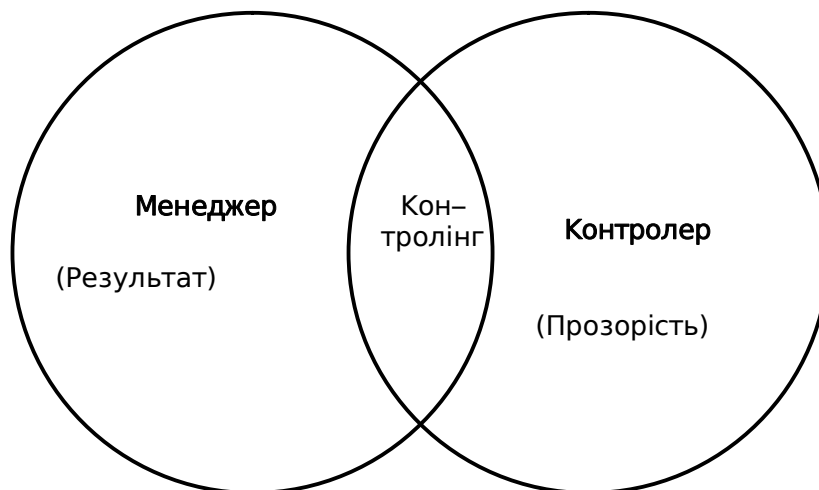 Менеджер
(Результат)
Кон–
тролінг
Контролер
(Прозорість)